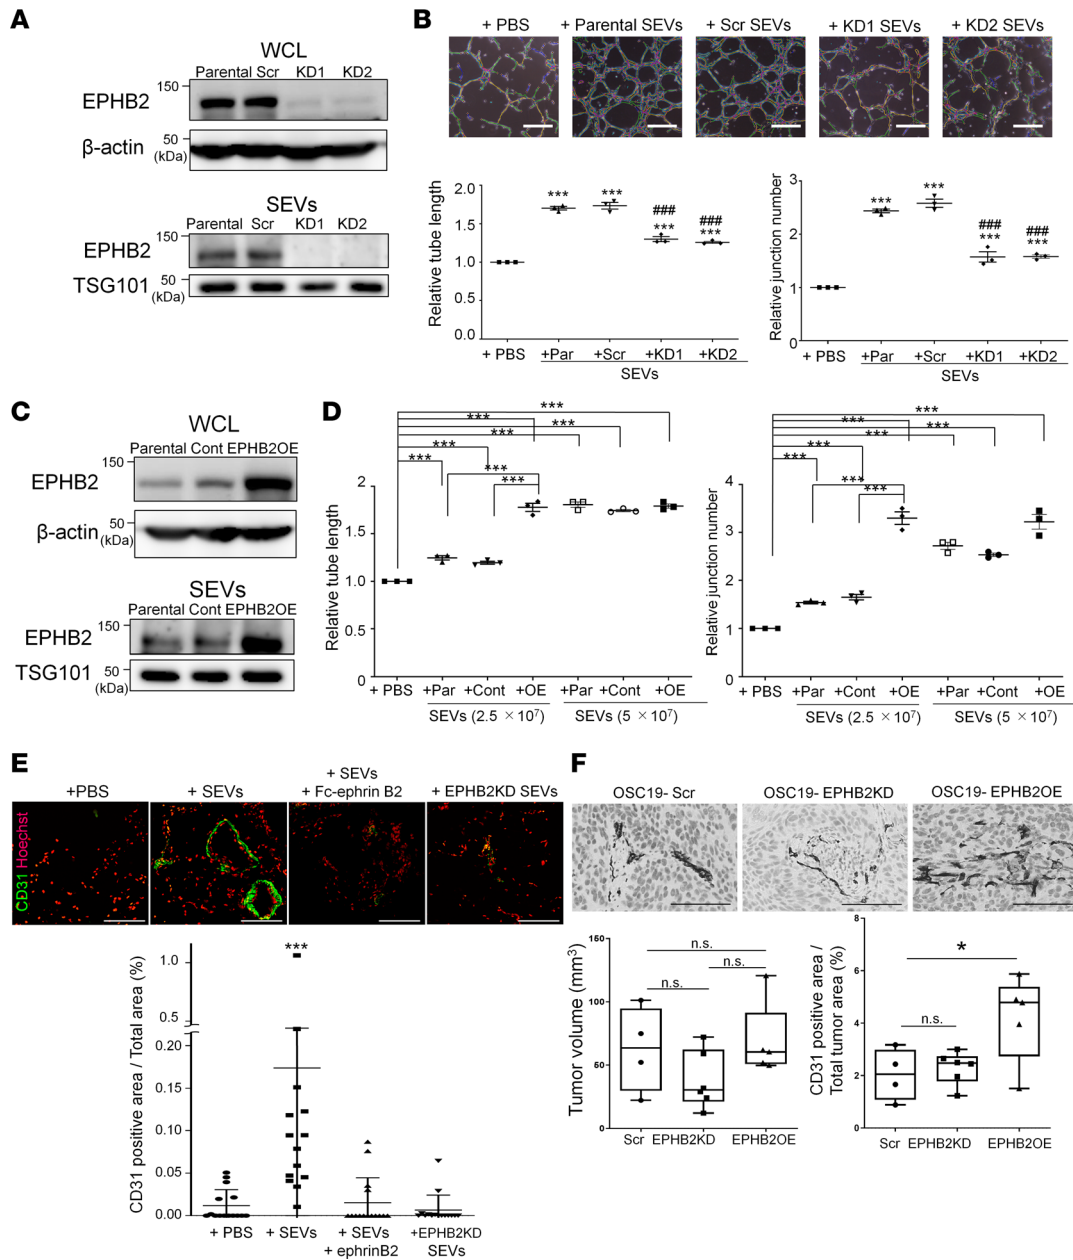 A
WCL
Parental Scr KD1 KD2
EPHB2
150
β-actin
50
(kDa)
SEVs
Parental Scr KD1 KD2
EPHB2
150
TSG101
50
(kDa)
B
+ PBS + Parental SEVs + Scr SEVs + KD1 SEVs + KD2 SEVs
Relative tube length
2.0
1.5
1.0
1.0
0.0
*** *** ### *** ### ***
+ PBS +Par +Scr +KD1 +KD2
SEVs
Relative junction number
3
2
1
0
*** *** ### *** ### ***
+ PBS +Par +Scr +KD1 +KD2
SEVs
C
WCL
Parental Cont EPHB2OE
EPHB2
150
β-actin
50
(kDa)
SEVs
Parental Cont EPHB2OE
EPHB2
150
TSG101
50
(kDa)
D
Relative tube length
2
1.5
1.0
0.5
0
***
***
***
***
***
***
***
***
+ PBS +Par +Cont +OE +Par +Cont +OE
SEVs (2.5 ×10⁷) SEVs (5 ×10⁷)
Relative junction number
4
3
2
1
0
***
***
***
***
***
***
***
***
+ PBS +Par +Cont +OE +Par +Cont +OE
SEVs (2.5 ×10⁷) SEVs (5 ×10⁷)
E
+PBS + SEVs + SEVs + Fc-ephrin B2 + EPHB2KD SEVs
CD31 Hoechst
CD31 positive area / Total area (%)
1.0
0.5
0.20
0.15
0.10
0.05
0.00
***
+ PBS + SEVs + SEVs + ephrinB2 +EPHB2KD SEVs
F
OSC19- Scr OSC19- EPHB2KD OSC19- EPHB2OE
Tumor volume (mm³)
150
100
50
0
n.s.
n.s.
n.s.
Scr EPHB2KD EPHB2OE
CD31 positive area /
Total tumor area (%)
8
6
4
2
0
*
n.s.
Scr EPHB2KD EPHB2OE